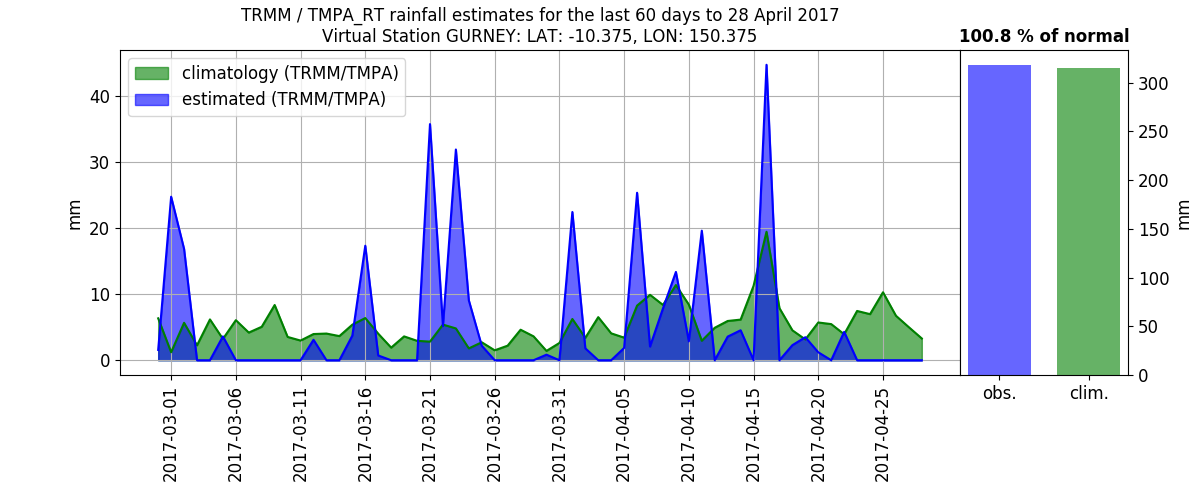 TRMM / TMPA_RT rainfall estimates for the last 60 days to 28 April 2017
Virtual Station GURNEY: LAT: -10.375, LON: 150.375
100.8 % of normal
climatology (TRMM/TMPA)
estimated (TRMM/TMPA)
mm
40
30
20
10
0
2017-03-01
2017-03-06
2017-03-11
2017-03-16
2017-03-21
2017-03-26
2017-03-31
2017-04-05
2017-04-10
2017-04-15
2017-04-20
2017-04-25
300
250
200
150
100
50
0
mm
obs.
clim.